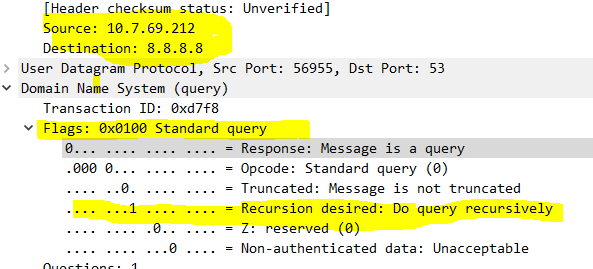 [Header checksum status: Unverified]
Source: 10.7.69.212
Destination: 8.8.8.8
User Datagram Protocol, Src Port: 56955, Dst Port: 53
Domain Name System (query)
Transaction ID: 0xd7f8
Flags: 0x0100 Standard query
0... .... .... .... = Response: Message is a query
.000 0... .... .... = Opcode: Standard query (0)
.... ..0. .... .... = Truncated: Message is not truncated
.... ...1 .... .... = Recursion desired: Do query recursively
.... .... .0.. .... = Z: reserved (0)
.... .... ...0 .... = Non-authenticated data: Unacceptable
Questions: 1